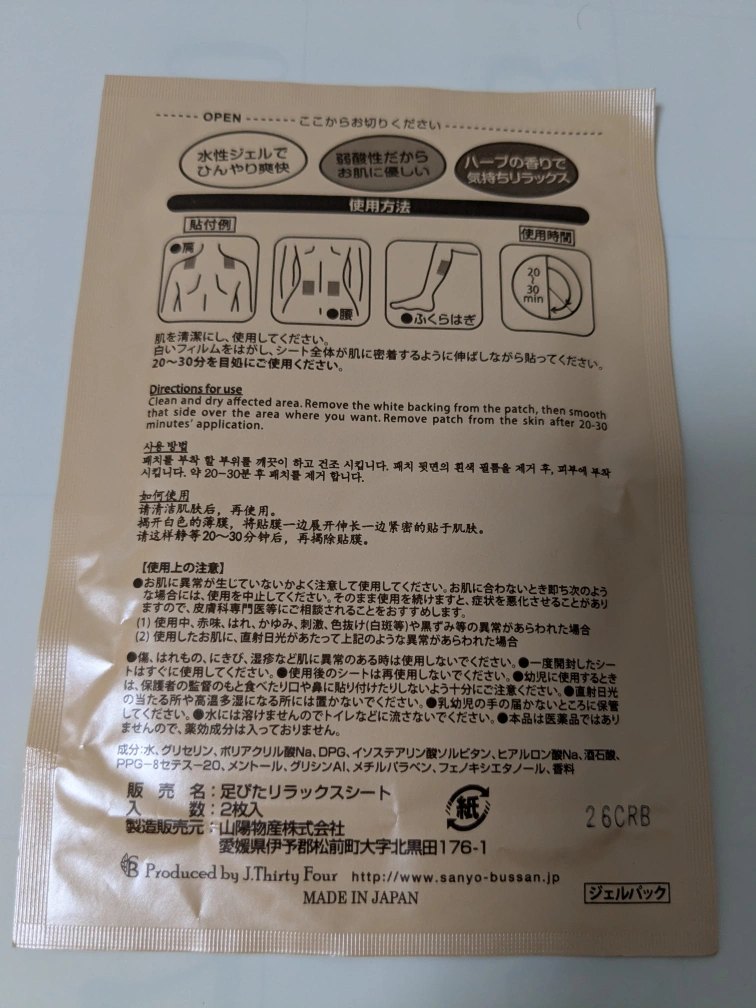 OPEN ここからお切りください
水性ジェルで
ひんやり爽快
弱酸性だから
お肌に優しい
ハーブの香りで
気持ちリラックス
使用方法
貼付例
使用時間
●肩
●腰
●ふくらはぎ
20
~
30
min
肌を清潔にし、使用してください。
白いフィルムをはがし、シート全体が肌に密着するように伸ばしながら貼ってください。
20~30分を目処にご使用ください。
Directions for use
Clean and dry affected area. Remove the white backing from the patch, then smooth
that side over the area where you want. Remove patch from the skin after 20-30
minutes' application.
사용 방법
패치를 부착 할 부위를 깨끗이 하고 건조 시킵니다. 패치 뒷면의 흰색 필름을 제거 후, 피부에 부착
시킵니다. 약 20-30분 후 패치를 제거 합니다.
如何使用
请清洁肌肤后，再使用。
揭开白色的薄膜，将贴膜一边展开伸长一边紧密的贴于肌肤。
请这样静等20~30分钟后，再揭除贴膜。
【使用上の注意】
●お肌に異常が生じていないかよく注意して使用してください。お肌に合わないとき即ち次のよう
な場合には、使用を中止してください。そのまま使用を続けますと、症状を悪化させることがあり
ますので、皮膚科専門医等にご相談されることをおすすめします。
(1) 使用中、赤味、はれ、かゆみ、刺激、色抜け(白斑等)や黒ずみ等の異常があらわれた場合
(2) 使用したお肌に、直射日光があたって上記のような異常があらわれた場合
●傷、はれもの、にきび、湿疹など肌に異常のある時は使用しないでください。●一度開封したシー
トはすぐに使用してください。●使用後のシートは再使用しないでください。●幼児に使用するとき
は、保護者の監督のもと食べたり口や鼻に貼り付けたりしないよう十分にご注意ください。●直射日光
の当たる所や高温多湿になる所には置かないでください。●乳幼児の手の届かないところに保管
してください。●水には溶けませんのでトイレなどに流さないでください。●本品は医薬品ではあり
ませんので、薬効成分は入っておりません。
成分:水、グリセリン、ポリアクリル酸Na、DPG、イソステアリン酸ソルビタン、ヒアルロン酸Na、酒石酸、
PPG-8セテス-20、メントール、グリシンAl、メチルパラベン、フェノキシエタノール、香料
販売名:足ぴたリラックスシート
入数:2枚入
製造販売元:山陽物産株式会社
愛媛県伊予郡松前町大字北黒田176-1
紙
26CRB
Produced by J.Thirty Four http://www.sanyo-bussan.jp
MADE IN JAPAN
ジェルパック